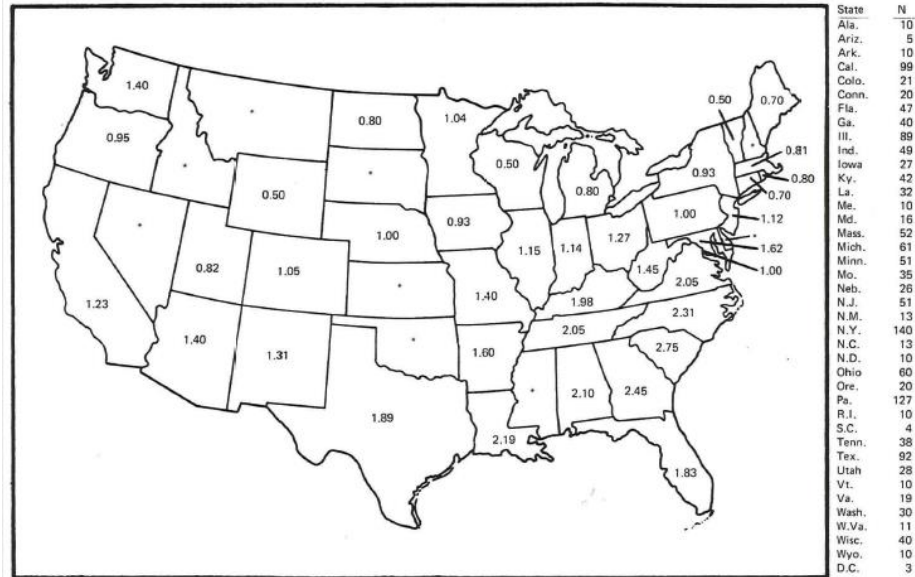 State N
Ala. 10
Ariz. 5
Ark. 10
Cal. 99
Colo. 21
Conn. 20
Fla. 47
Ga. 40
Ill. 89
Ind. 49
Iowa 27
Ky. 42
La. 32
Me. 10
Md. 16
Mass. 52
Mich. 61
Minn. 51
Mo. 35
Neb. 26
N.J. 51
N.M. 13
N.Y. 140
N.C. 13
N.D. 10
Ohio 60
Ore. 20
Pa. 127
R.I. 10
S.C. 4
Tenn. 38
Tex. 92
Utah 28
Vt. 10
Va. 19
Wash. 30
W.Va. 11
Wisc. 40
Wyo. 10
D.C. 3
1.40
0.95
*
*
0.80
1.04
0.50
0.70
*
0.81
0.50
*
0.50
0.80
0.93
0.80
0.70
*
1.00
0.93
1.00
1.12
*
1.62
1.00
0.82
1.05
1.15
1.14
1.27
1.45
2.05
1.23
*
1.40
1.98
2.31
1.40
1.31
*
1.60
2.05
2.75
*
2.10
2.45
1.89
2.19
1.83